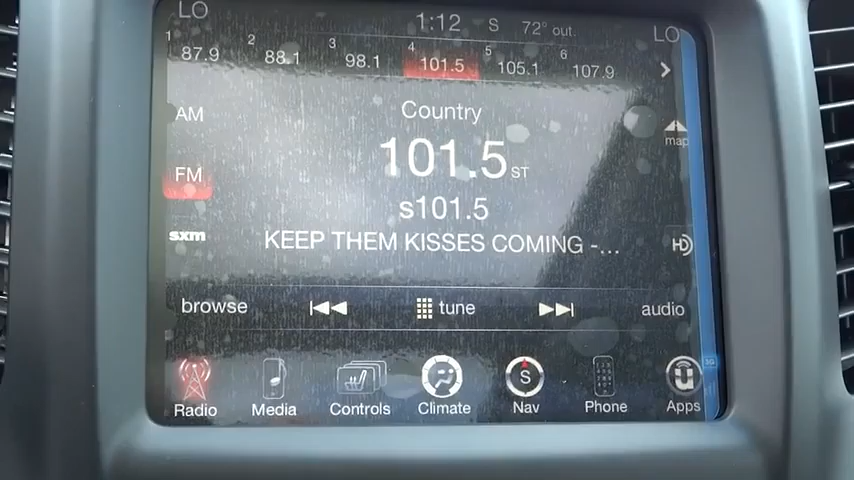 LO 1:12 S 72° out. LO
1 87.9 2 88.1 3 98.1 4 101.5 5 105.1 6 107.9
AM
Country
map
FM
101.5 ST
s101.5
sxm
KEEP THEM KISSES COMING -...
HD
browse tune audio
S U 3G
Radio Media Controls Climate Nav Phone Apps